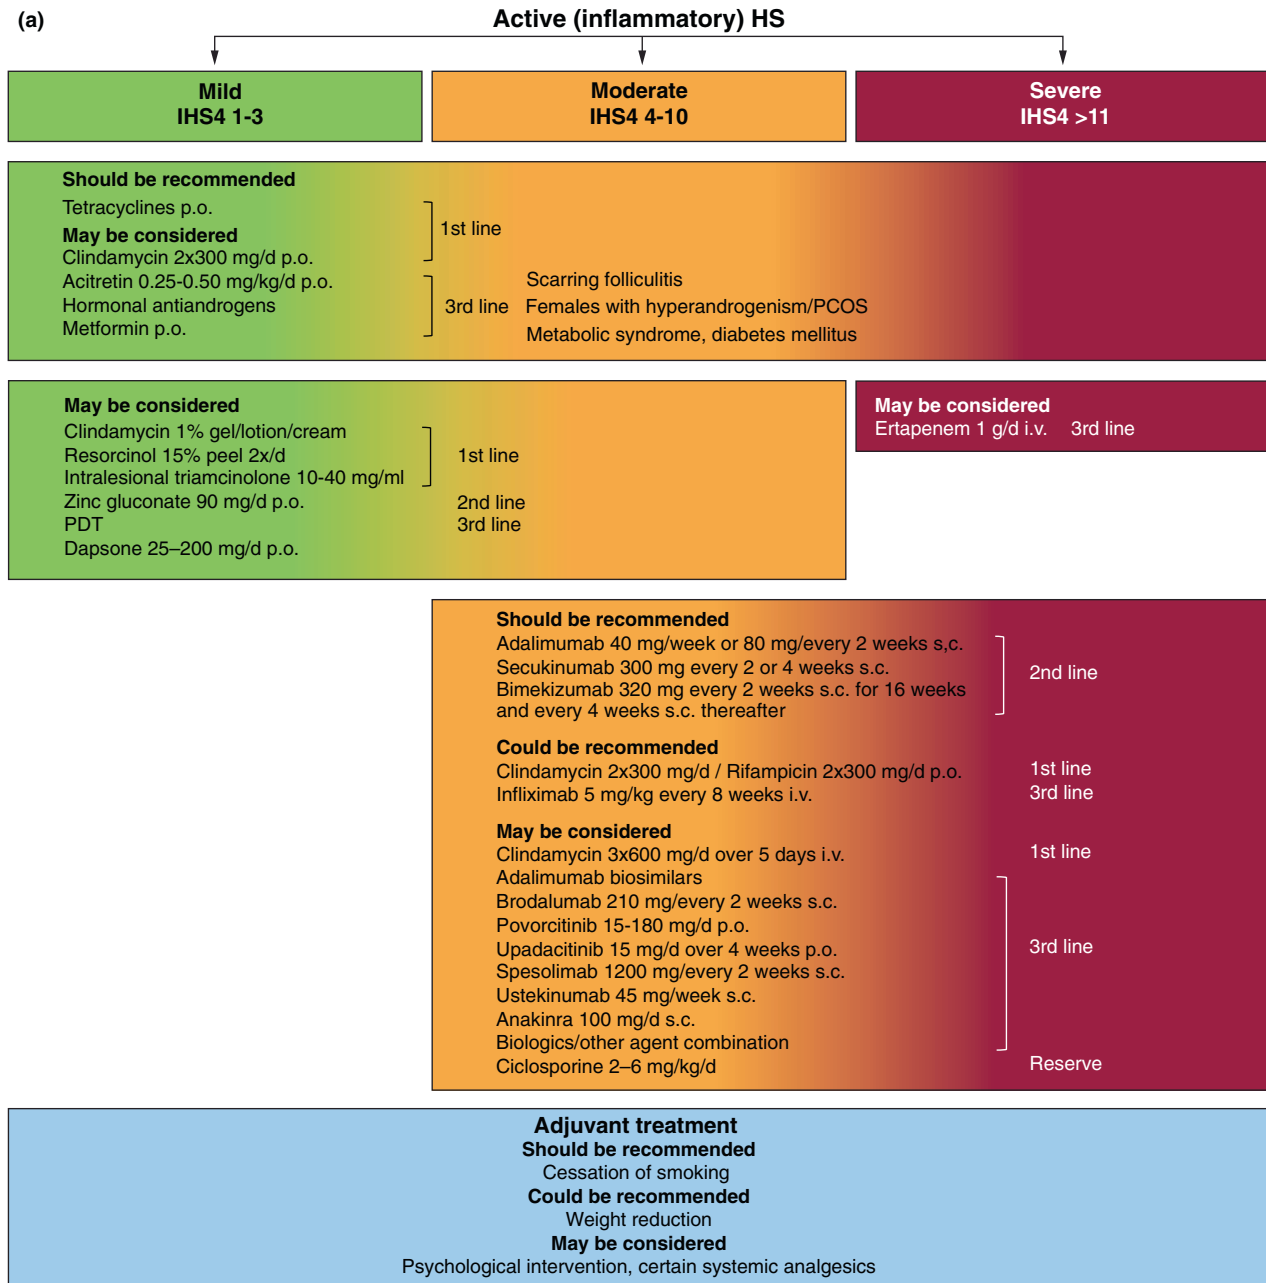 (a)
Active (inflammatory) HS
Mild
IHS4 1-3
Moderate
IHS4 4-10
Severe
IHS4 >11
Should be recommended
Tetracyclines p.o.
May be considered
Clindamycin 2x300 mg/d p.o.
1st line
Acitretin 0.25-0.50 mg/kg/d p.o.
Hormonal antiandrogens
Metformin p.o.
3rd line
Scarring folliculitis
Females with hyperandrogenism/PCOS
Metabolic syndrome, diabetes mellitus
May be considered
Clindamycin 1% gel/lotion/cream
Resorcinol 15% peel 2x/d
Intralesional triamcinolone 10-40 mg/ml
1st line
Zinc gluconate 90 mg/d p.o. 2nd line
PDT 3rd line
Dapsone 25–200 mg/d p.o.
May be considered
Ertapenem 1 g/d i.v. 3rd line
Should be recommended
Adalimumab 40 mg/week or 80 mg/every 2 weeks s,c.
Secukinumab 300 mg every 2 or 4 weeks s.c.
Bimekizumab 320 mg every 2 weeks s.c. for 16 weeks
and every 4 weeks s.c. thereafter
2nd line
Could be recommended
Clindamycin 2x300 mg/d / Rifampicin 2x300 mg/d p.o. 1st line
Infliximab 5 mg/kg every 8 weeks i.v. 3rd line
May be considered
Clindamycin 3x600 mg/d over 5 days i.v. 1st line
Adalimumab biosimilars
Brodalumab 210 mg/every 2 weeks s.c.
Povorcitinib 15-180 mg/d p.o.
Upadacitinib 15 mg/d over 4 weeks p.o.
Spesolimab 1200 mg/every 2 weeks s.c.
Ustekinumab 45 mg/week s.c.
Anakinra 100 mg/d s.c.
Biologics/other agent combination
3rd line
Ciclosporine 2–6 mg/kg/d Reserve
Adjuvant treatment
Should be recommended
Cessation of smoking
Could be recommended
Weight reduction
May be considered
Psychological intervention, certain systemic analgesics